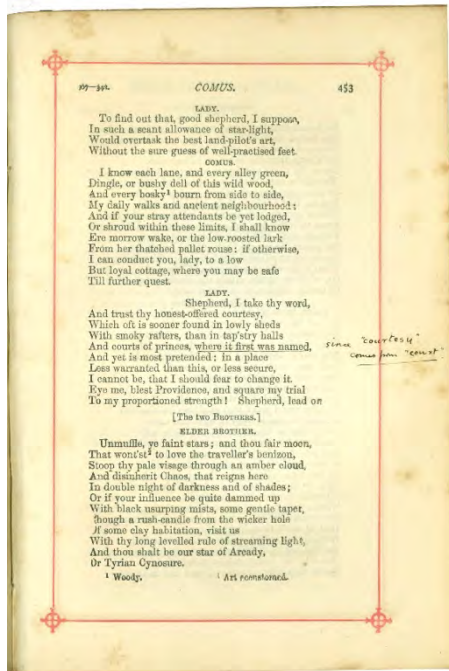 COMUS. 453
LADY.
To find out that, good shepherd, I suppose,
In such a scant allowance of star-light,
Would overtask the best land-pilot's art,
Without the sure guess of well-practised feet.
COMUS.
I know each lane, and every alley green,
Dingle, or bushy dell of this wild wood,
And every bosky¹ bourn from side to side,
My daily walks and ancient neighbourhood;
And if your stray attendants be yet lodged,
Or shroud within these limits, I shall know
Ere morrow wake, or the low-roosted lark
From her thatched pallet rouse: if otherwise,
I can conduct you, lady, to a low
But loyal cottage, where you may be safe
Till further quest.
LADY.
Shepherd, I take thy word,
And trust thy honest-offered courtesy,
Which oft is sooner found in lowly sheds
With smoky rafters, than in tap'stry halls
And courts of princes, where it first was named,
since "courtesy"
comes from "court"
And yet is most pretended: in a place
Less warranted than this, or less secure,
I cannot be, that I should fear to change it.
Eye me, blest Providence, and square my trial
To my proportioned strength! Shepherd, lead on
[The two BROTHERS.]
ELDER BROTHER.
Unmuffle, ye faint stars; and thou fair moon,
That wont'st² to love the traveller's benizon,
Stoop thy pale visage through an amber cloud,
And disinherit Chaos, that reigns here
In double night of darkness and of shades;
Or if your influence be quite dammed up
With black usurping mists, some gentle taper,
Though a rush-candle from the wicker hole
Of some clay habitation, visit us
With thy long levelled rule of streaming light,
And thou shalt be our star of Arcady,
Or Tyrian Cynosure.
¹ Woody. ² Art accustomed.